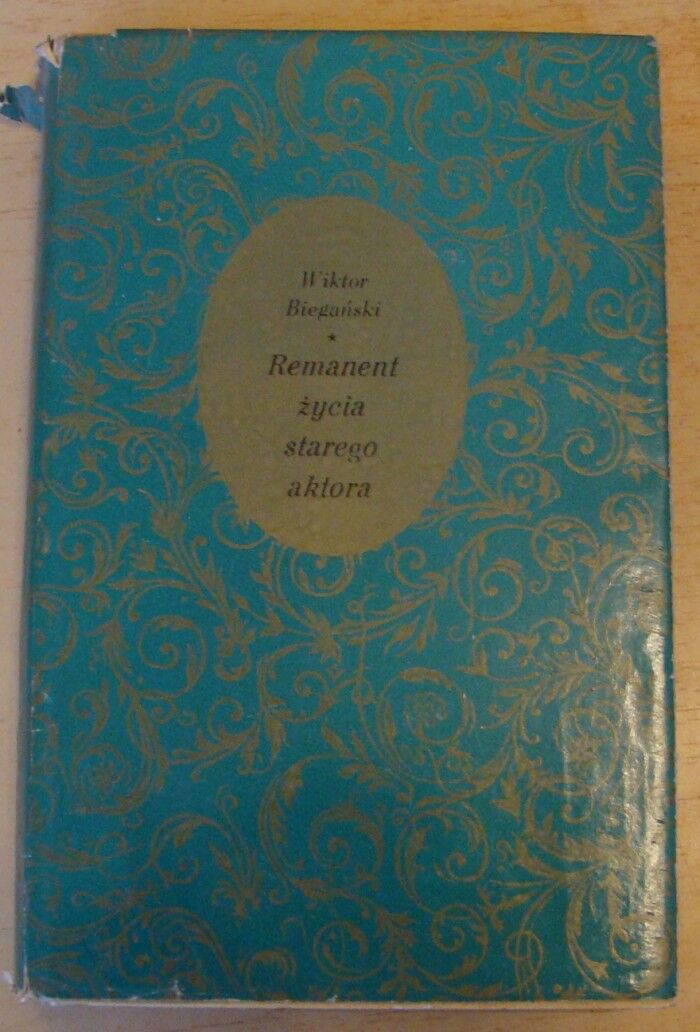 Wiktor
Biegański
*
Remanent
życia
starego
aktora